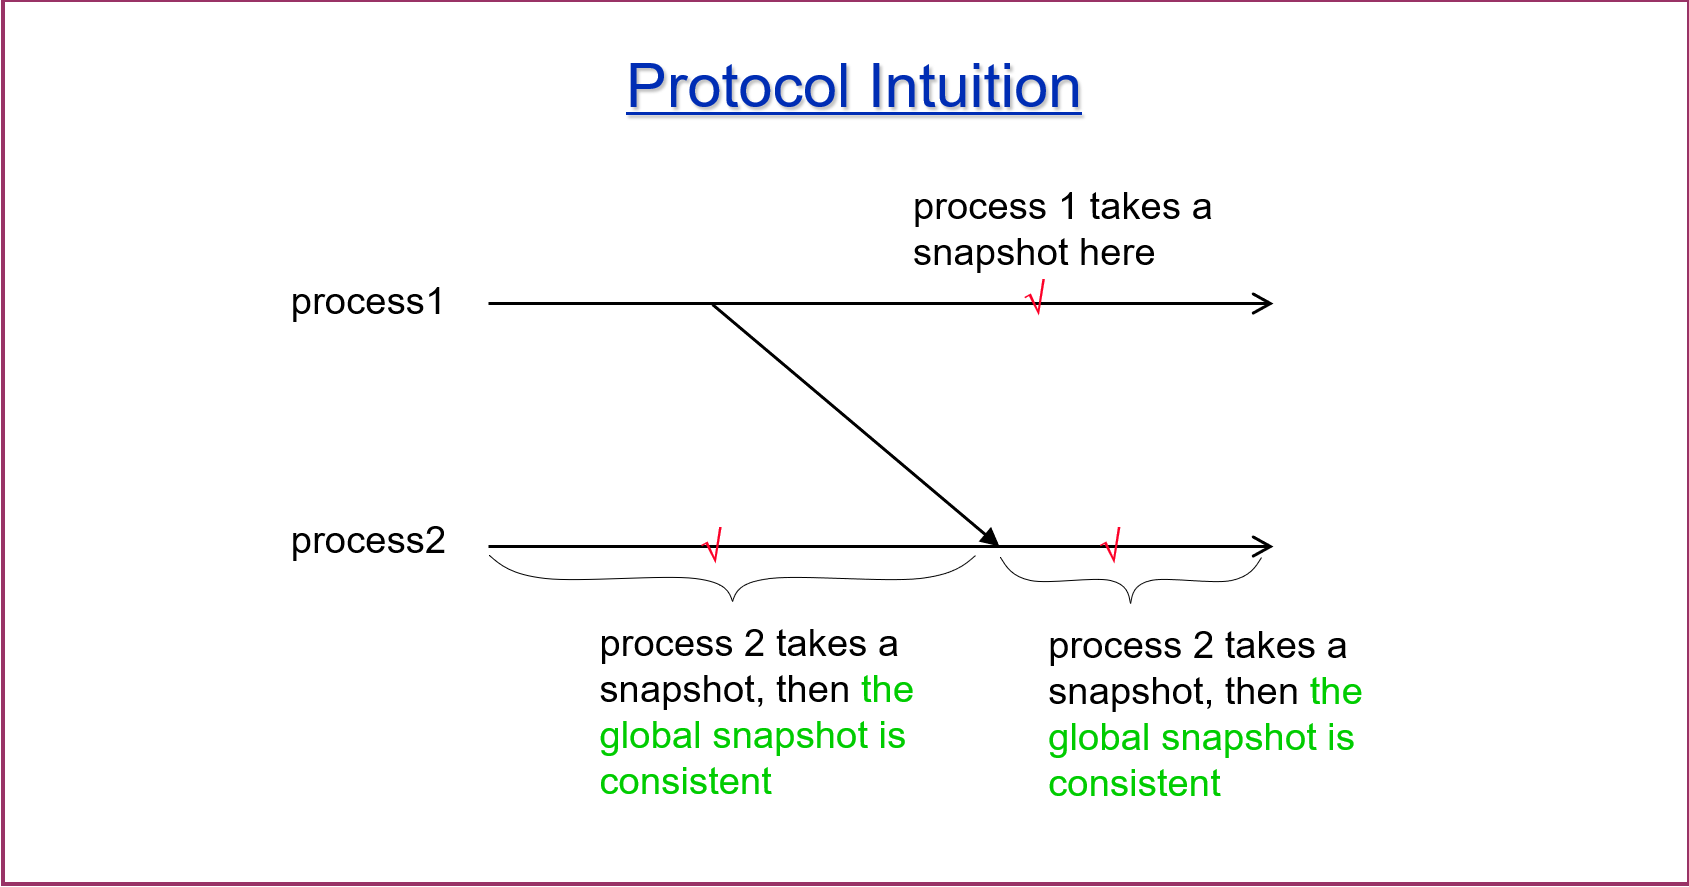 Protocol Intuition
process 1 takes a
snapshot here
process1
process2
process 2 takes a
snapshot, then the
global snapshot is
consistent
process 2 takes a
snapshot, then the
global snapshot is
consistent